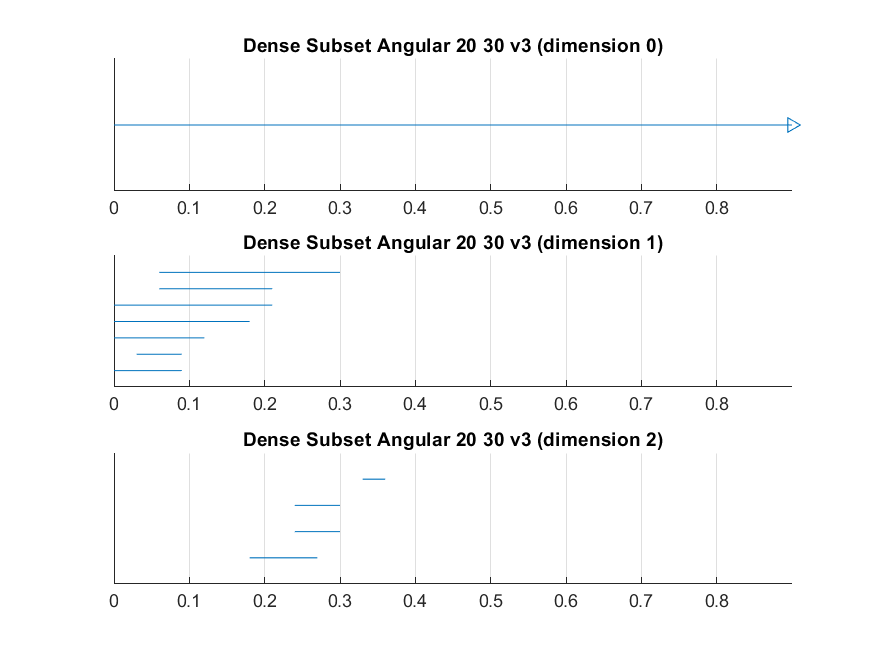 Dense Subset Angular 20 30 v3 (dimension 0)
0 0.1 0.2 0.3 0.4 0.5 0.6 0.7 0.8
Dense Subset Angular 20 30 v3 (dimension 1)
0 0.1 0.2 0.3 0.4 0.5 0.6 0.7 0.8
Dense Subset Angular 20 30 v3 (dimension 2)
0 0.1 0.2 0.3 0.4 0.5 0.6 0.7 0.8